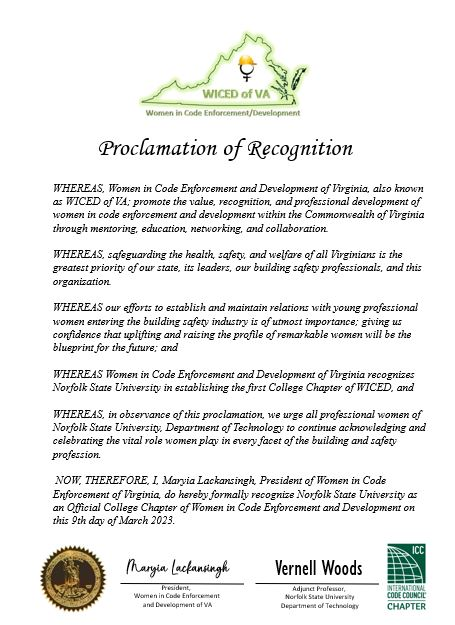 WICED of VA
Women in Code Enforcement/Development
Proclamation of Recognition
WHEREAS, Women in Code Enforcement and Development of Virginia, also known
as WICED of VA; promote the value, recognition, and professional development of
women in code enforcement and development within the Commonwealth of Virginia
through mentoring, education, networking, and collaboration.
WHEREAS, safeguarding the health, safety, and welfare of all Virginians is the
greatest priority of our state, its leaders, our building safety professionals, and this
organization.
WHEREAS our efforts to establish and maintain relations with young professional
women entering the building safety industry is of utmost importance; giving us
confidence that uplifting and raising the profile of remarkable women will be the
blueprint for the future; and
WHEREAS Women in Code Enforcement and Development of Virginia recognizes
Norfolk State University in establishing the first College Chapter of WICED, and
WHEREAS, in observance of this proclamation, we urge all professional women of
Norfolk State University, Department of Technology to continue acknowledging and
celebrating the vital role women play in every facet of the building and safety
profession.
NOW, THEREFORE, I, Maryia Lackansingh, President of Women in Code
Enforcement of Virginia, do hereby formally recognize Norfolk State University as
an Official College Chapter of Women in Code Enforcement and Development on
this 9th day of March 2023.
Maryia Lackansingh
President,
Women in Code Enforcement
and Development of VA
Vernell Woods
Adjunct Professor,
Norfolk State University
Department of Technology
ICC
INTERNATIONAL
CODE COUNCIL
CHAPTER